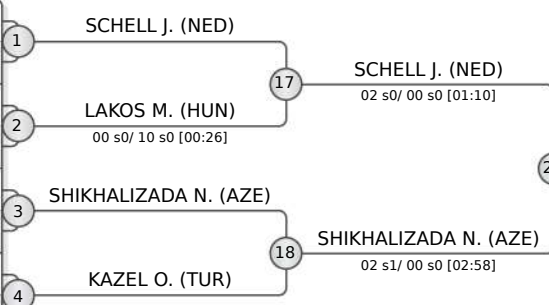 SCHELL J. (NED)
1
17
SCHELL J. (NED)
02 s0/ 00 s0 [01:10]
LAKOS M. (HUN)
2
00 s0/ 10 s0 [00:26]
SHIKHALIZADA N. (AZE)
3
18
SHIKHALIZADA N. (AZE)
02 s1/ 00 s0 [02:58]
KAZEL O. (TUR)
4